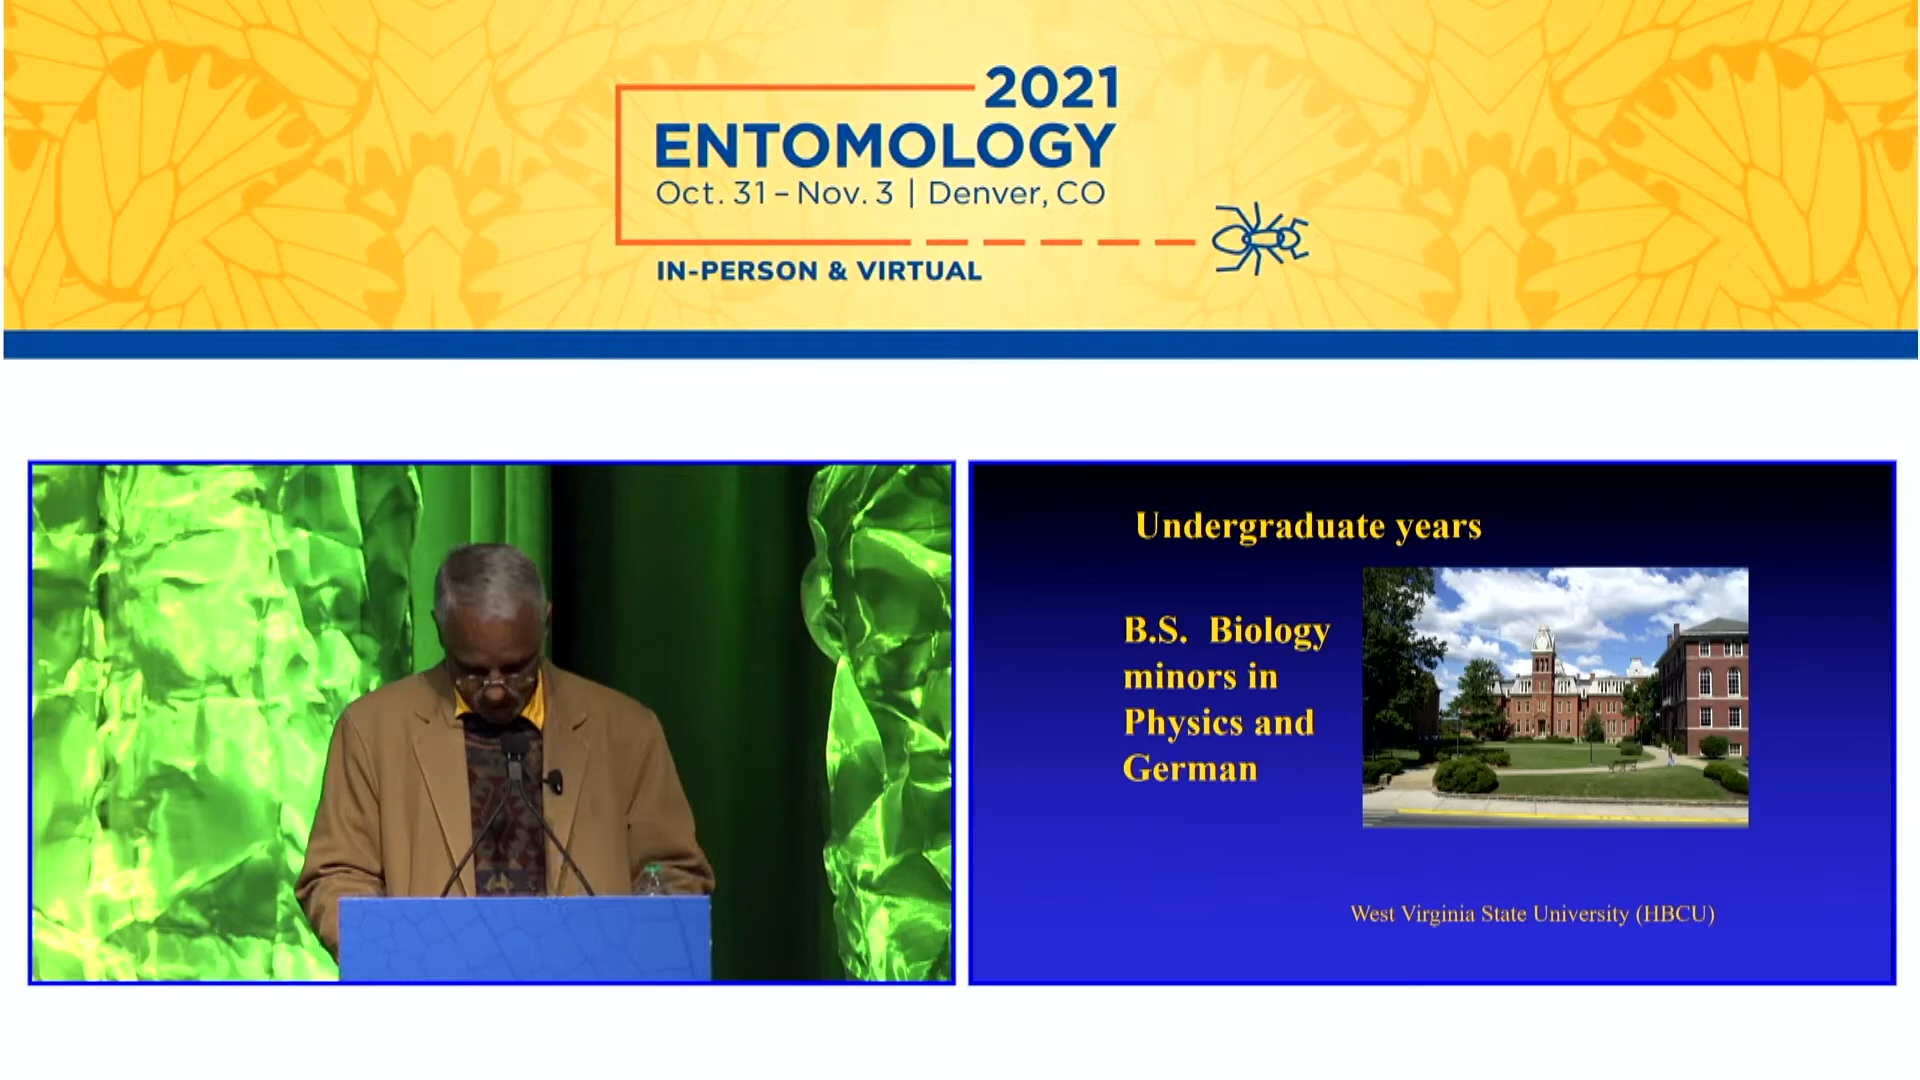 2021
ENTOMOLOGY
Oct. 31 – Nov. 3 | Denver, CO
IN-PERSON & VIRTUAL
Undergraduate years
B.S. Biology
minors in
Physics and
German
West Virginia State University (HBCU)